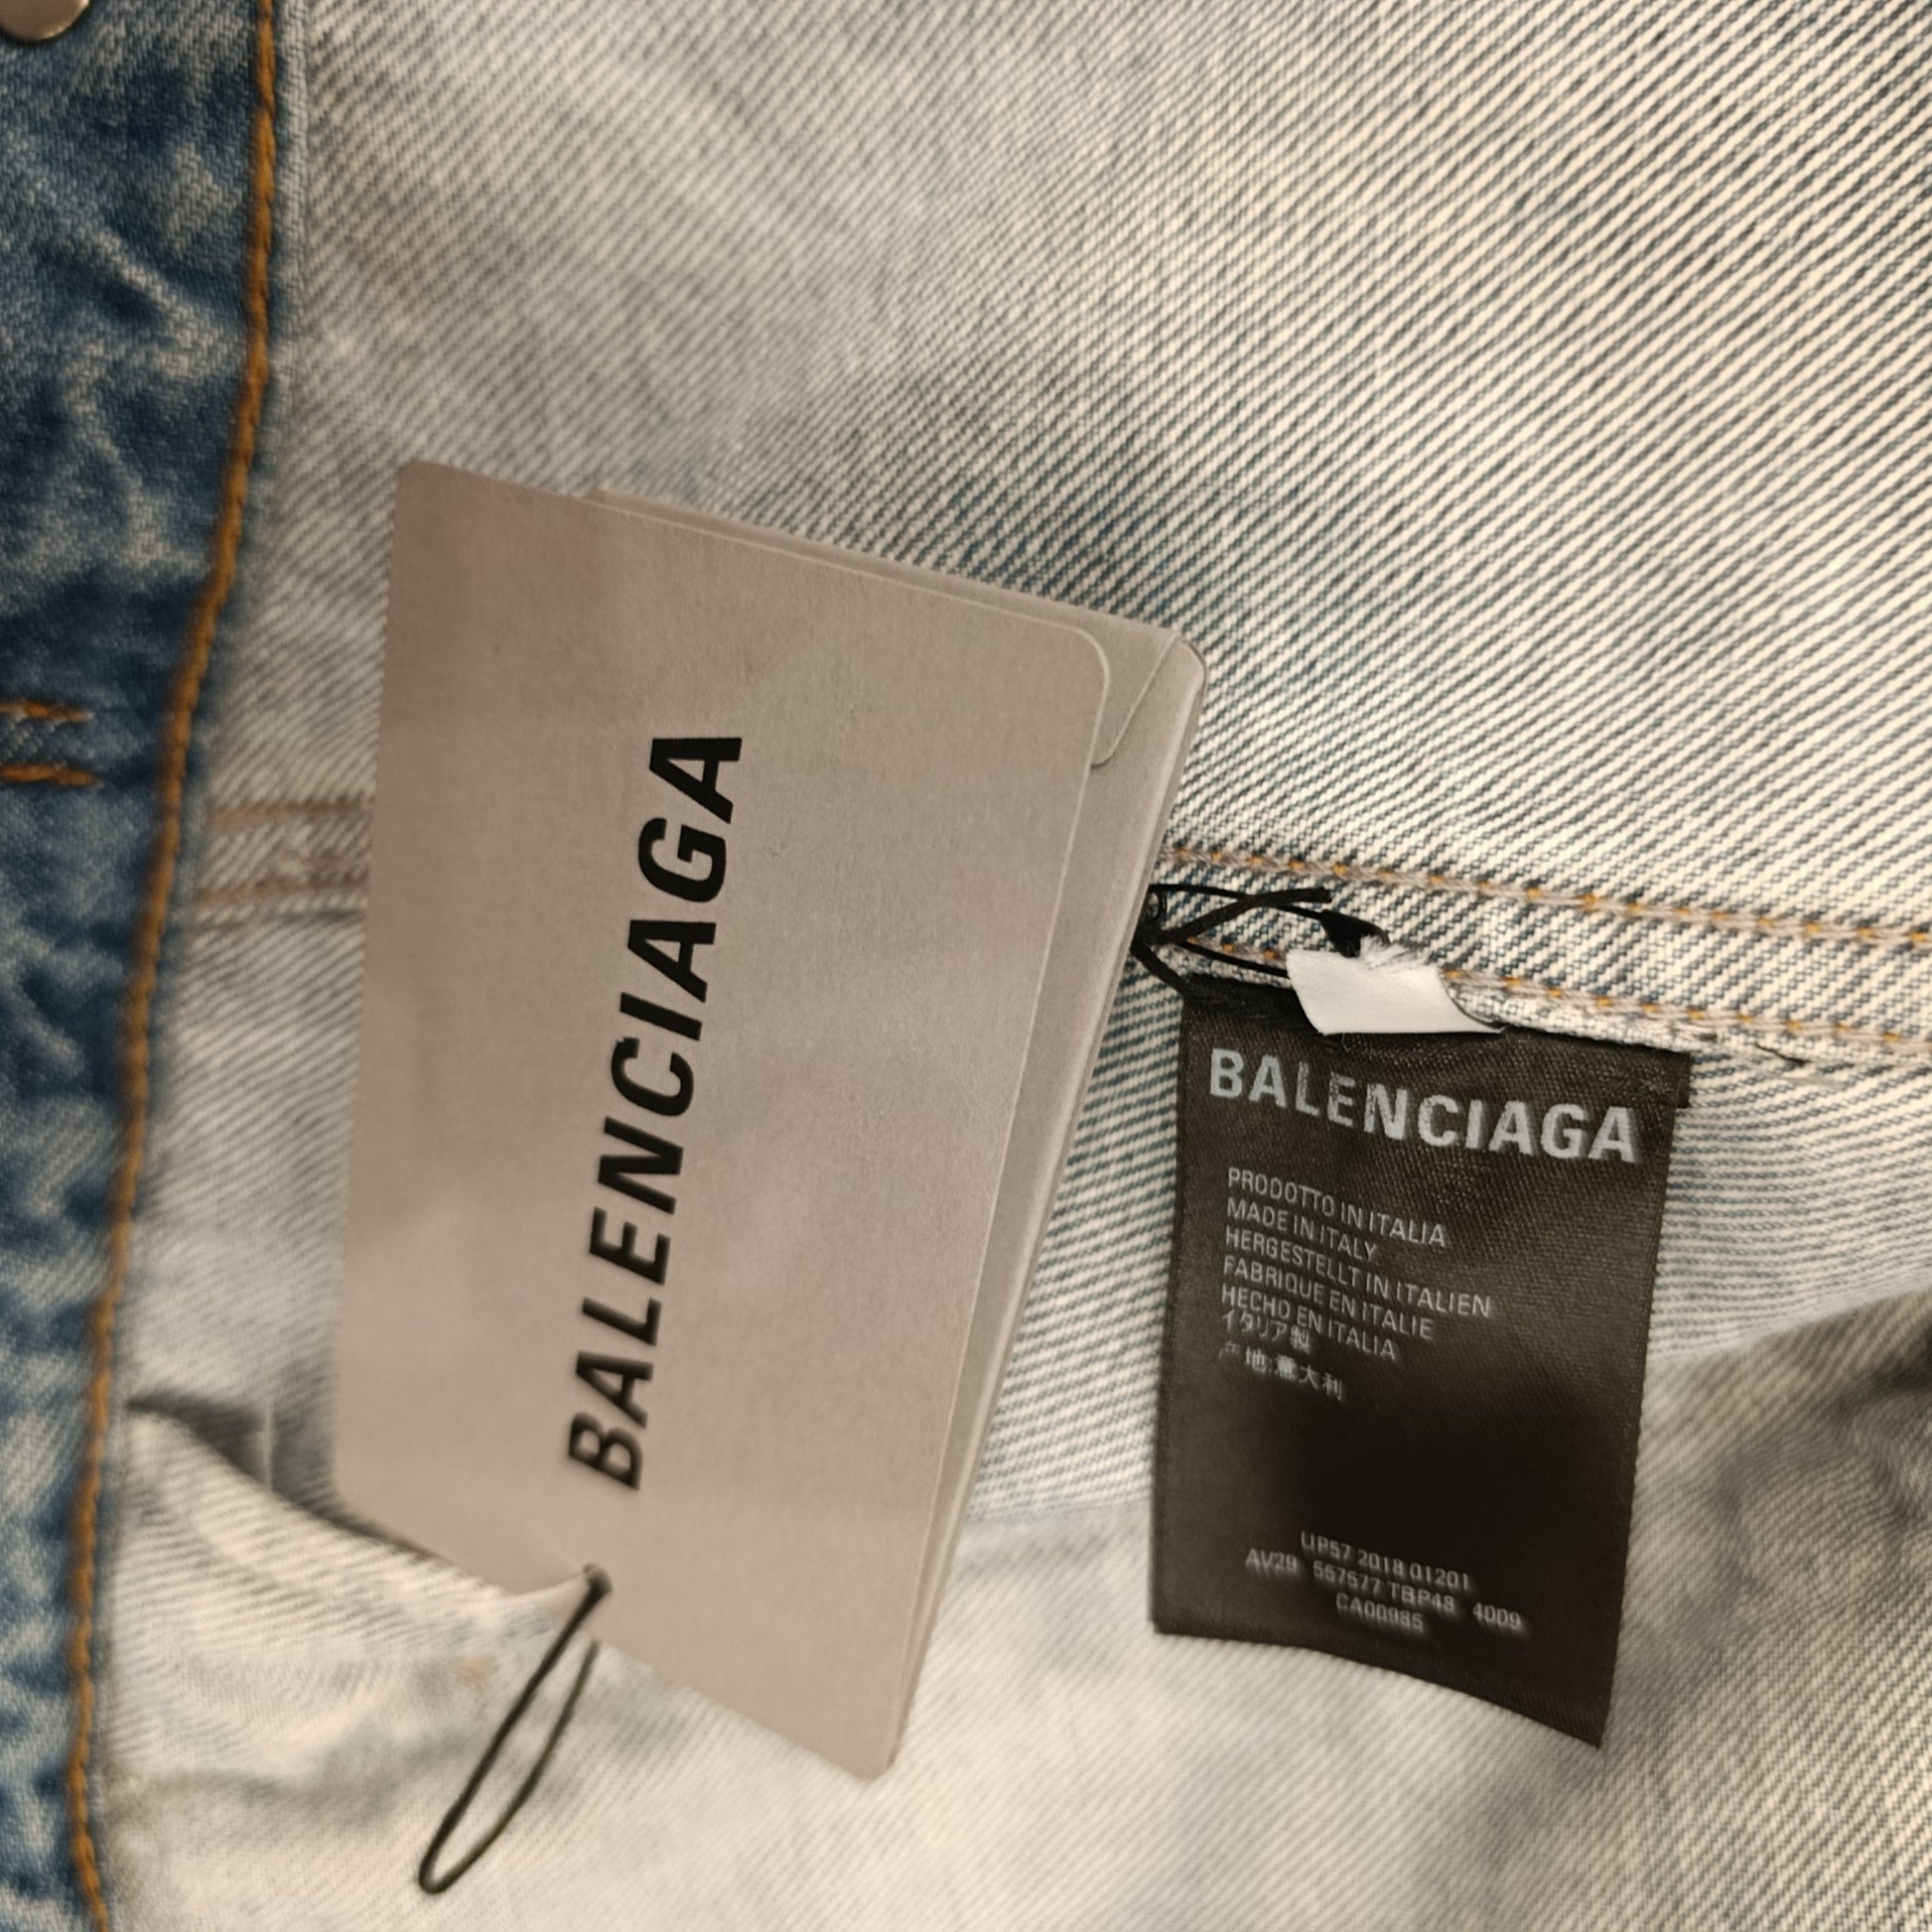 BALENCIAGA
BALENCIAGA
PRODOTTO IN ITALIA
MADE IN ITALY
HERGESTELLT IN ITALIEN
FABRIQUE EN ITALIE
HECHO EN ITALIA
イタリア製
产地:意大利
UP57 2018 01201
AV29 557577 TBP48 4009
CA00985